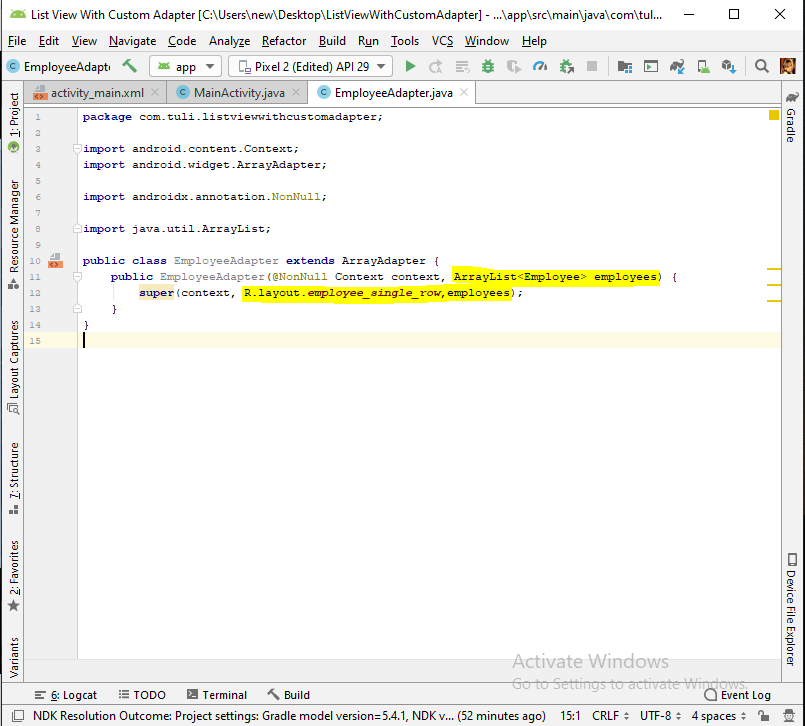 List View With Custom Adapter [C:\Users\new\Desktop\ListViewWithCustomAdapter] - ...\app\src\main\java\com\tul...
File Edit View Navigate Code Analyze Refactor Build Run Tools VCS Window Help
EmployeeAdapte app Pixel 2 (Edited) API 29
activity_main.xml MainActivity.java EmployeeAdapter.java
1: Project
Resource Manager
Layout Captures
7: Structure
2: Favorites
Variants
1 package com.tuli.listviewwithcustomadapter;
2
3 import android.content.Context;
4 import android.widget.ArrayAdapter;
5
6 import androidx.annotation.NonNull;
7
8 import java.util.ArrayList;
9
10 public class EmployeeAdapter extends ArrayAdapter {
11 public EmployeeAdapter(@NonNull Context context, ArrayList<Employee> employees) {
12 super(context, R.layout.employee_single_row,employees);
13 }
14 }
15
Gradle
Device File Explorer
Activate Windows
Go to Settings to activate Windows.
6: Logcat TODO Terminal Build Event Log
NDK Resolution Outcome: Project settings: Gradle model version=5.4.1, NDK v... (52 minutes ago) 15:1 CRLF UTF-8 4 spaces